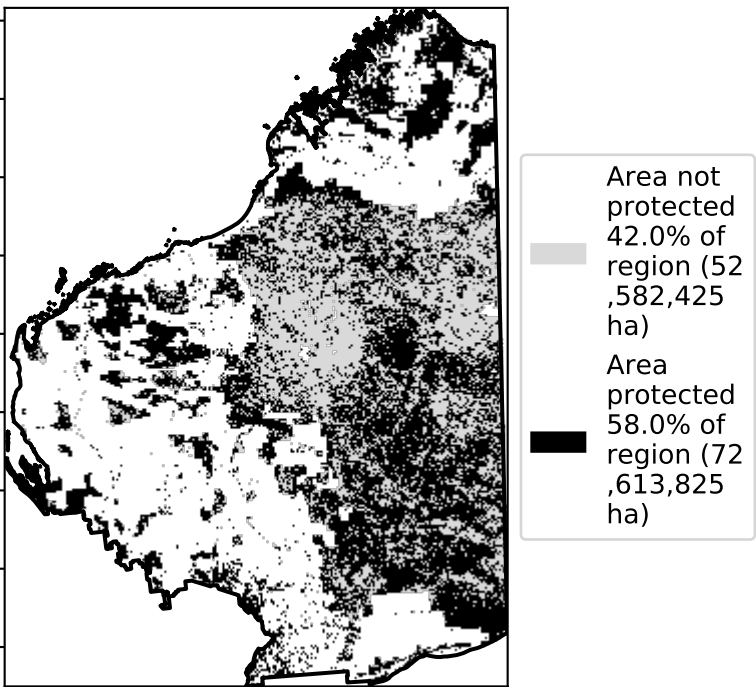 Area not
protected
42.0% of
region (52
,582,425
ha)
Area
protected
58.0% of
region (72
,613,825
ha)